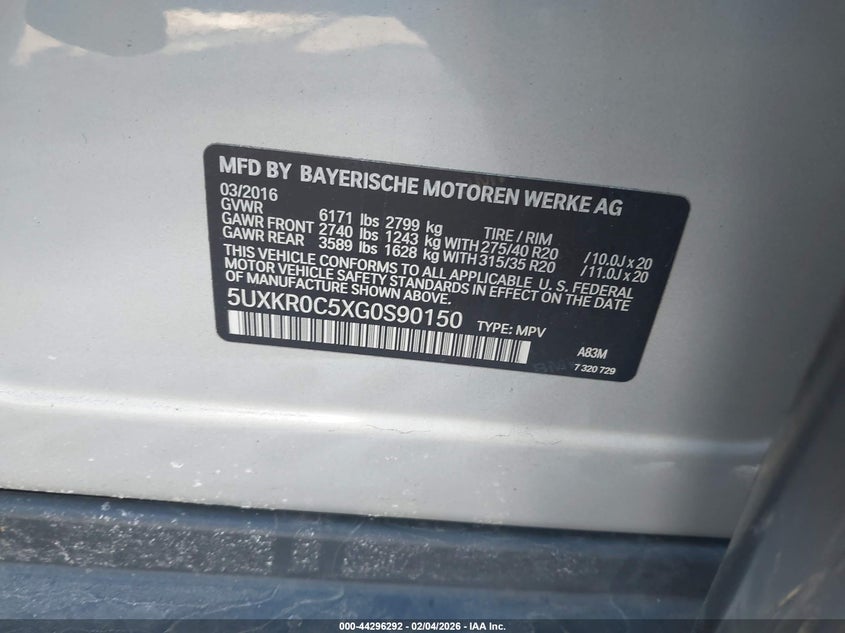 MFD BY BAYERISCHE MOTOREN WERKE AG
03/2016
GVWR 6171 lbs 2799 kg TIRE / RIM
GAWR FRONT 2740 lbs 1243 kg WITH 275/40 R20 /10.0J x 20
GAWR REAR 3589 lbs 1628 kg WITH 315/35 R20 /11.0J x 20
THIS VEHICLE CONFORMS TO ALL APPLICABLE U.S. FEDERAL
MOTOR VEHICLE SAFETY STANDARDS IN EFFECT ON THE DATE
OF MANUFACTURE SHOWN ABOVE.
5UXKR0C5XG0S90150 TYPE: MPV
A83M
7 320 729
000-44296292 - 02/04/2026 - IAA Inc.